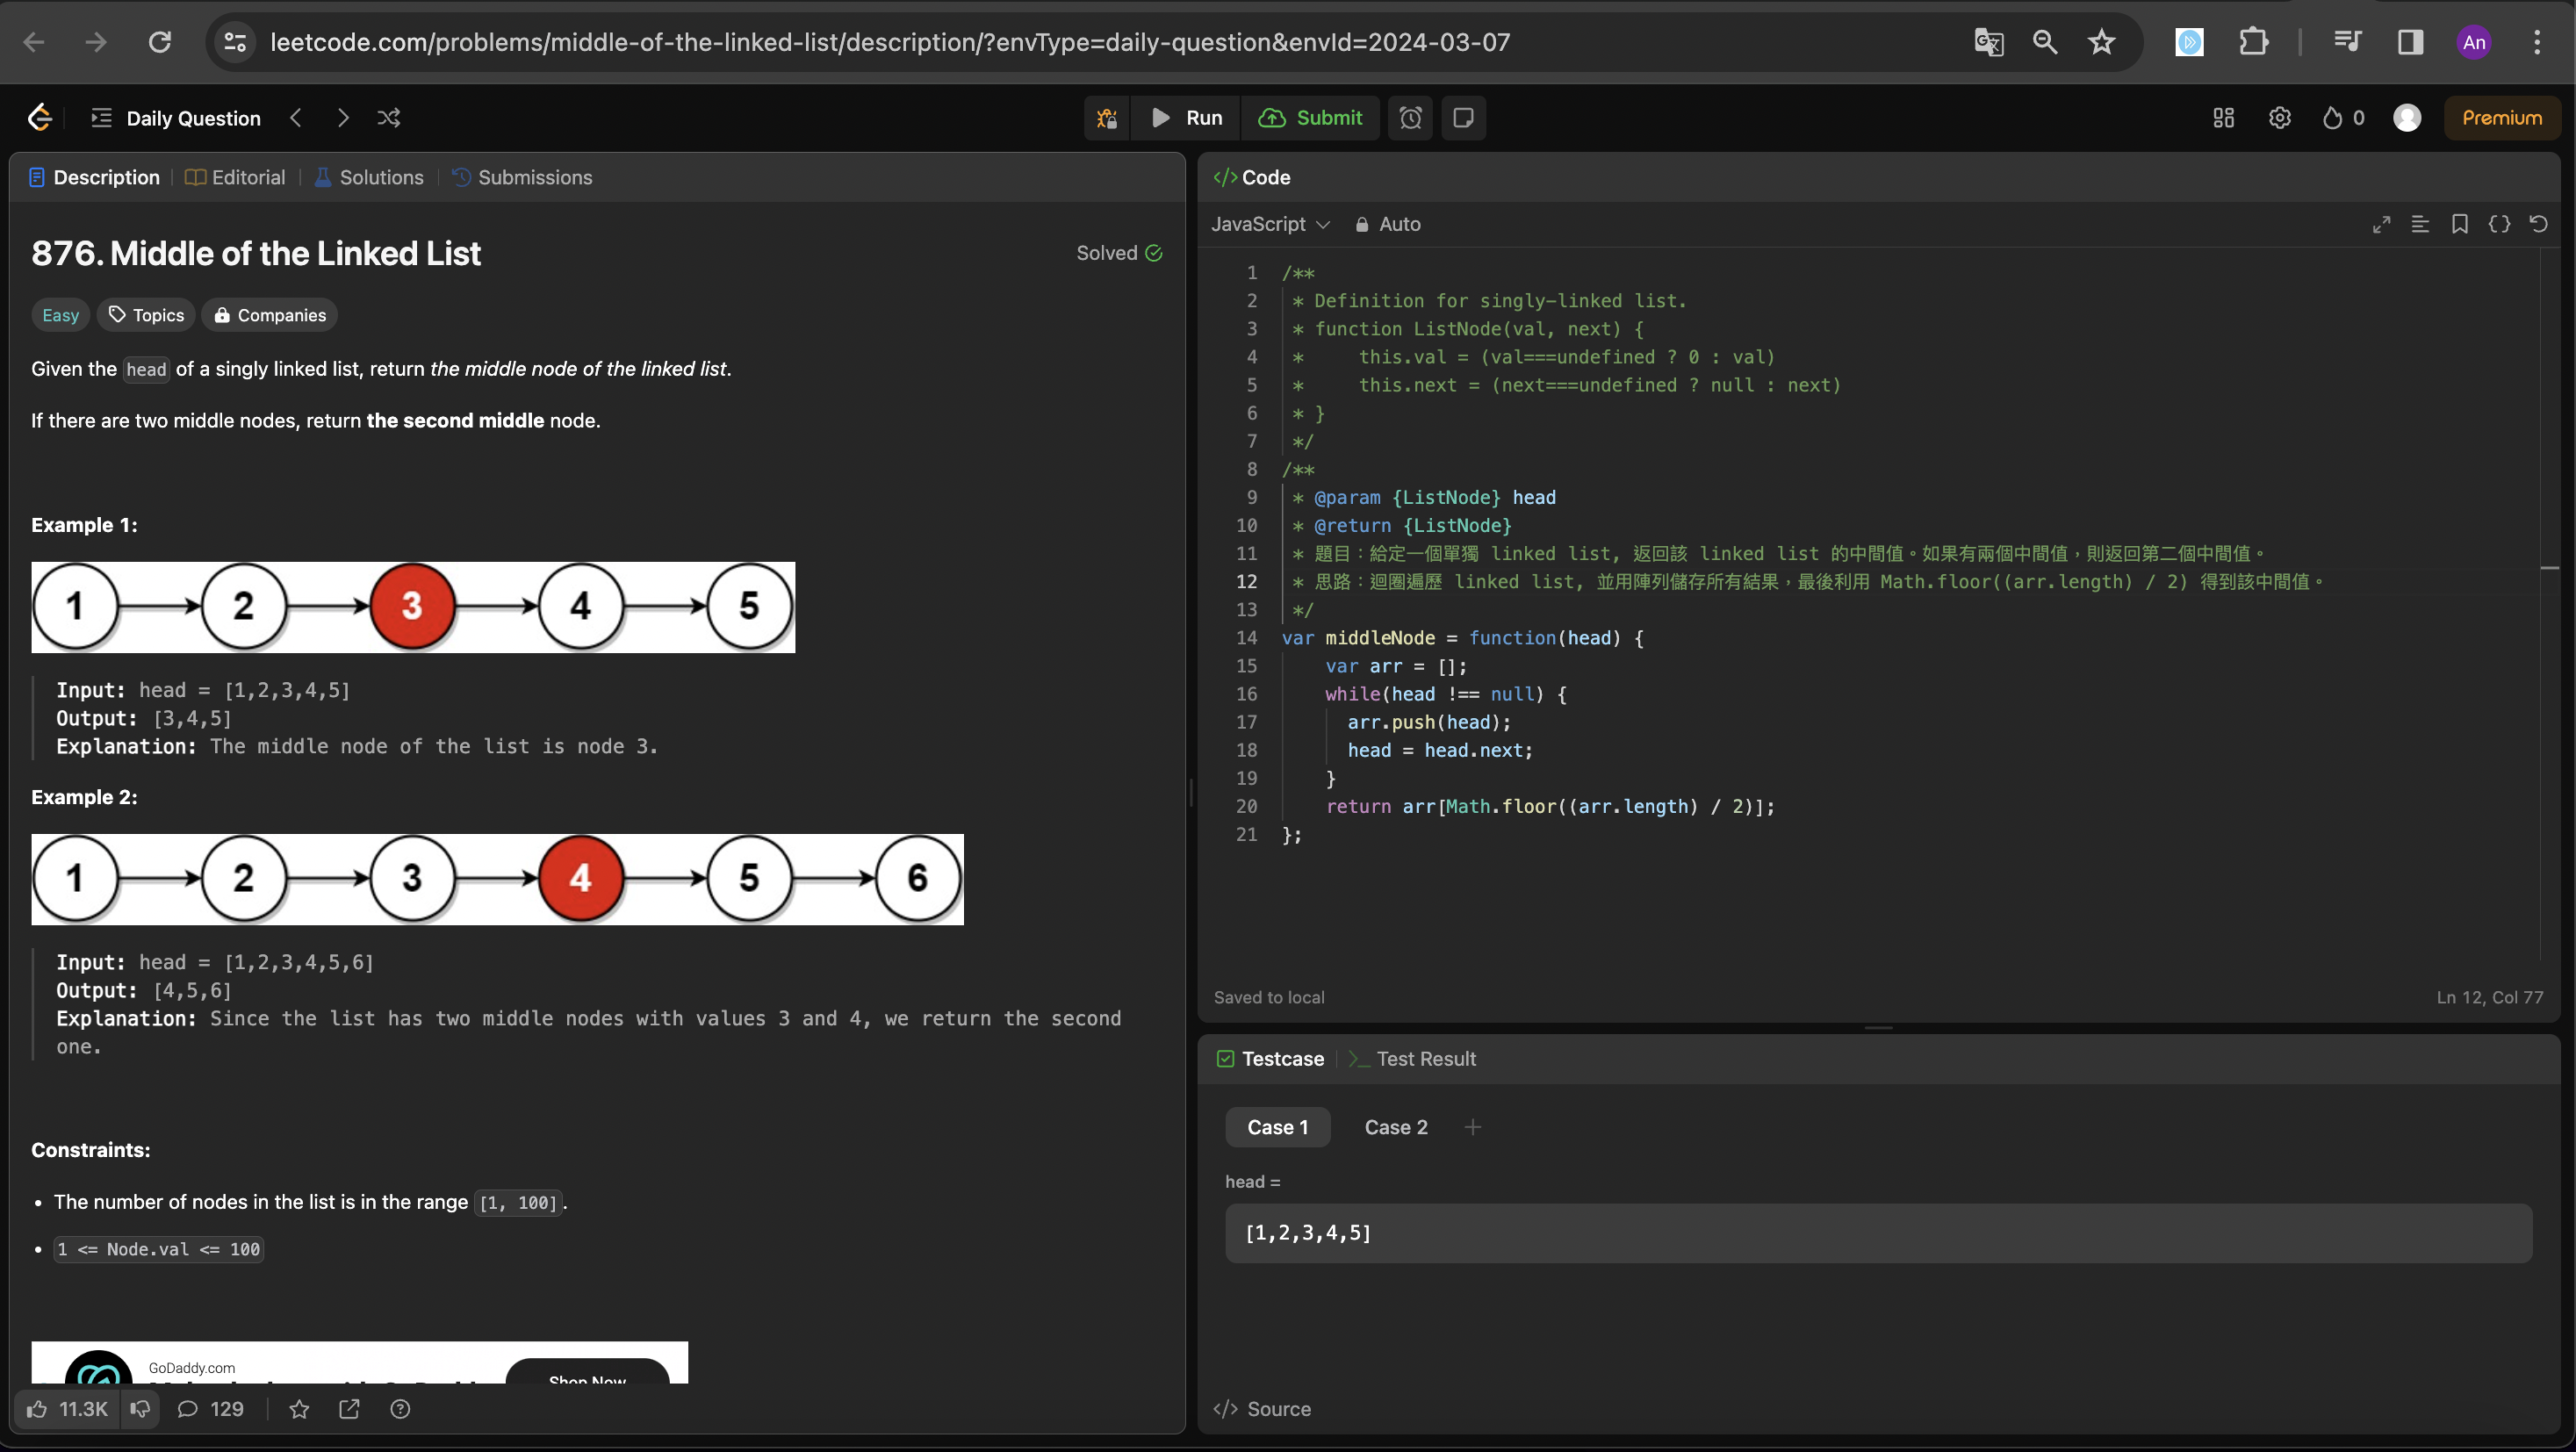 leetcode.com/problems/middle-of-the-linked-list/description/?envType=daily-question&envId=2024-03-07
An
Daily Question
Run
Submit
0
Premium
Description
Editorial
Solutions
Submissions
876. Middle of the Linked List
Solved
Easy
Topics
Companies
Given the head of a singly linked list, return the middle node of the linked list.
If there are two middle nodes, return the second middle node.
Example 1:
1 2 3 4 5
Input: head = [1,2,3,4,5]
Output: [3,4,5]
Explanation: The middle node of the list is node 3.
Example 2:
1 2 3 4 5 6
Input: head = [1,2,3,4,5,6]
Output: [4,5,6]
Explanation: Since the list has two middle nodes with values 3 and 4, we return the second
one.
Constraints:
• The number of nodes in the list is in the range [1, 100].
• 1 <= Node.val <= 100
GoDaddy.com
Shop Now
11.3K
129
</> Code
JavaScript
Auto
1 /**
2 * Definition for singly-linked list.
3 * function ListNode(val, next) {
4 *     this.val = (val===undefined ? 0 : val)
5 *     this.next = (next===undefined ? null : next)
6 * }
7 */
8 /**
9 * @param {ListNode} head
10 * @return {ListNode}
11 * 題目：給定一個單獨 linked list, 返回該 linked list 的中間值。如果有兩個中間值，則返回第二個中間值。
12 * 思路：迴圈遍歷 linked list, 並用陣列儲存所有結果，最後利用 Math.floor((arr.length) / 2) 得到該中間值。
13 */
14 var middleNode = function(head) {
15     var arr = [];
16     while(head !== null) {
17       arr.push(head);
18       head = head.next;
19     }
20     return arr[Math.floor((arr.length) / 2)];
21 };
Saved to local
Ln 12, Col 77
Testcase
>_ Test Result
Case 1
Case 2
+
head =
[1,2,3,4,5]
</> Source